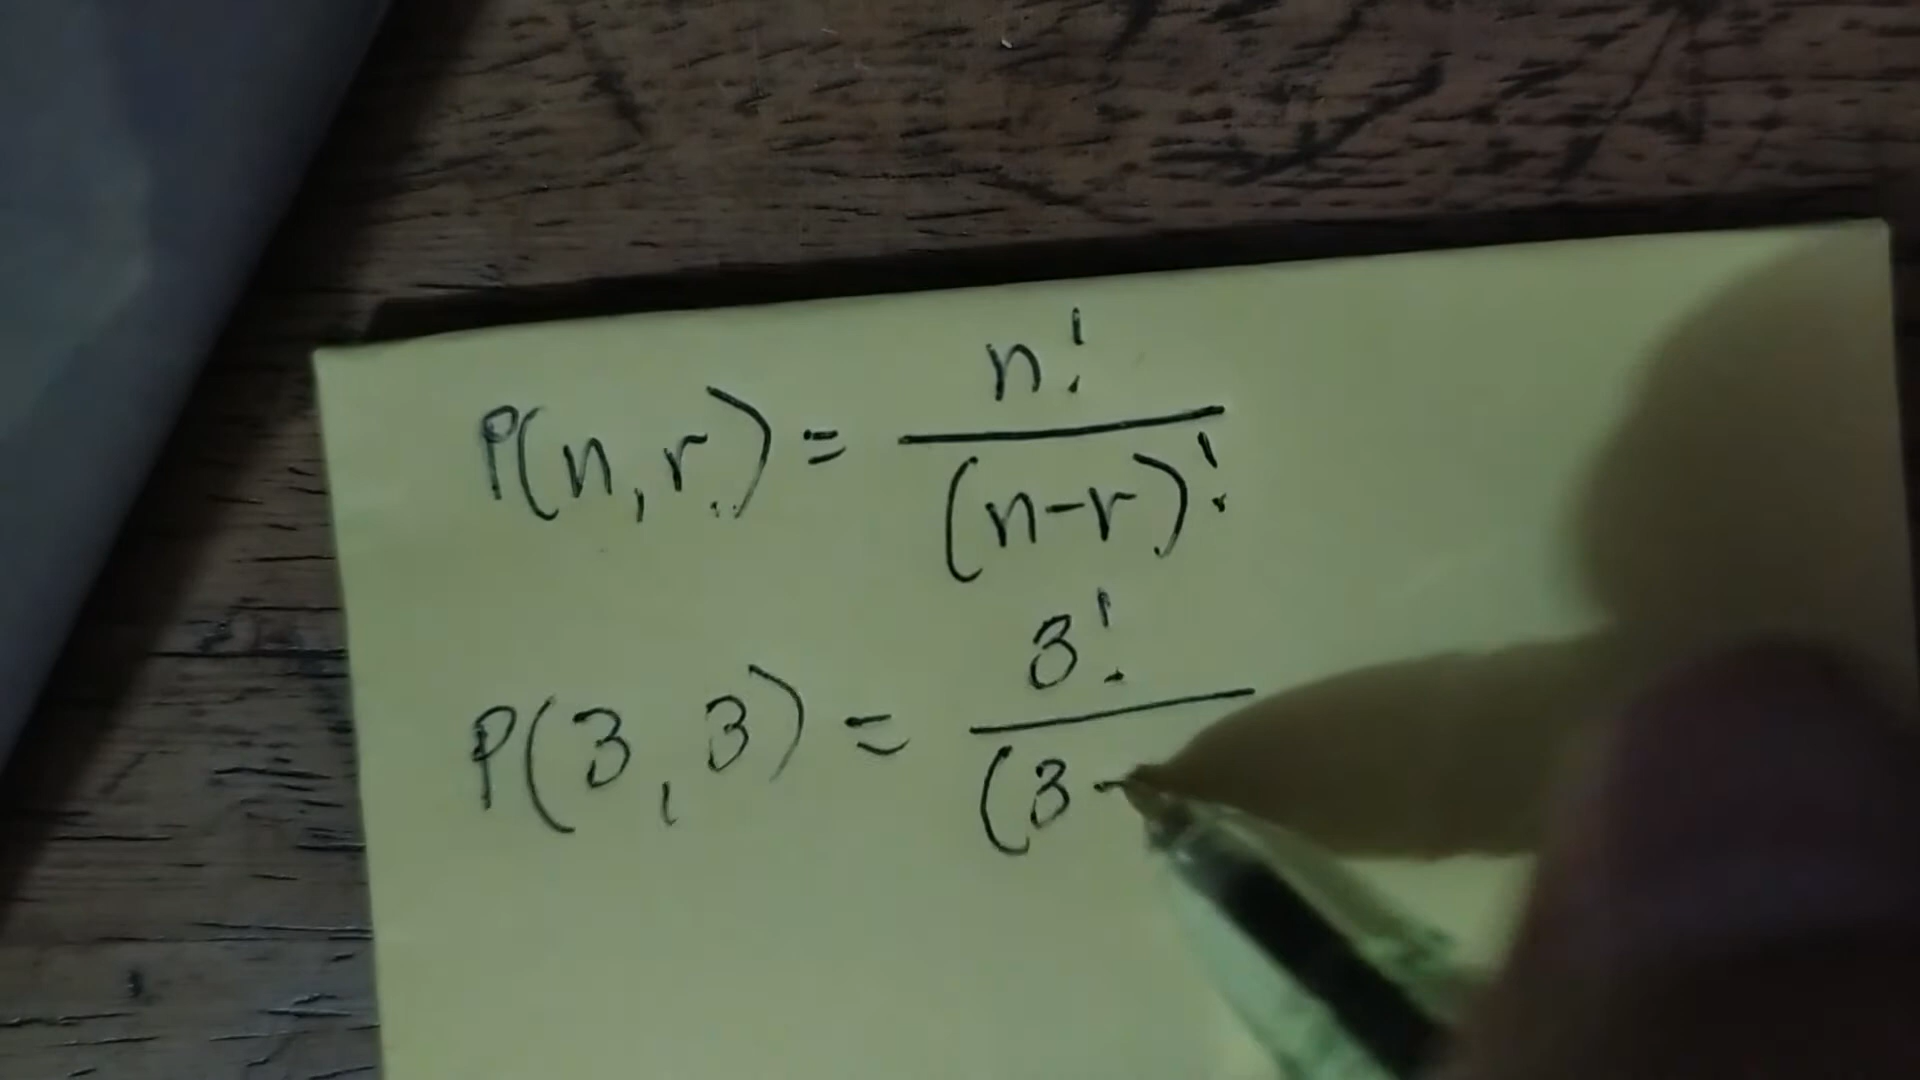 P(n,r) = n! / (n-r)!
P(3,3) = 3! / (3-